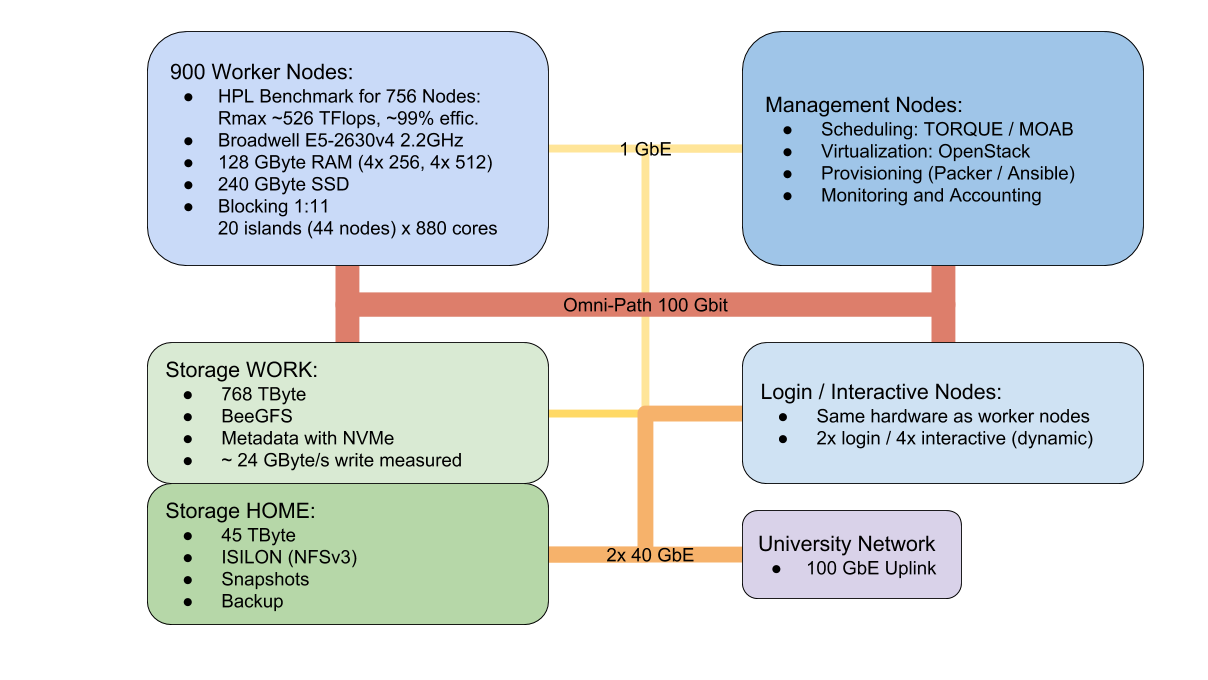 900 Worker Nodes:
● HPL Benchmark for 756 Nodes:
Rmax ~526 TFlops, ~99% effic.
● Broadwell E5-2630v4 2.2GHz
● 128 GByte RAM (4x 256, 4x 512)
● 240 GByte SSD
● Blocking 1:11
20 islands (44 nodes) x 880 cores
1 GbE
Management Nodes:
● Scheduling: TORQUE / MOAB
● Virtualization: OpenStack
● Provisioning (Packer / Ansible)
● Monitoring and Accounting
Omni-Path 100 Gbit
Storage WORK:
● 768 TByte
● BeeGFS
● Metadata with NVMe
● ~ 24 GByte/s write measured
Login / Interactive Nodes:
● Same hardware as worker nodes
● 2x login / 4x interactive (dynamic)
Storage HOME:
● 45 TByte
● ISILON (NFSv3)
● Snapshots
● Backup
2x 40 GbE
University Network
● 100 GbE Uplink